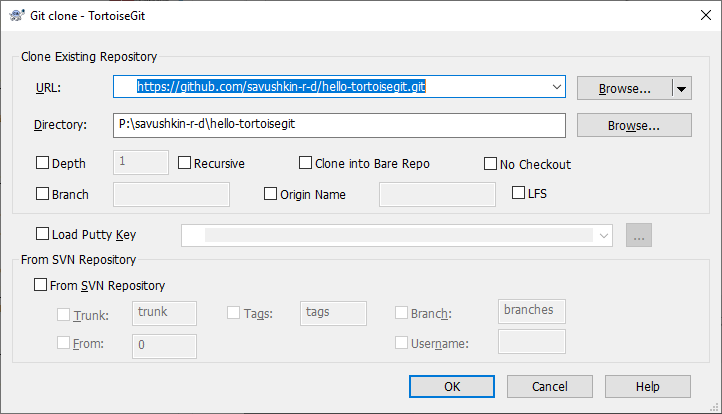 Git clone - TortoiseGit
Clone Existing Repository
URL: https://github.com/savushkin-r-d/hello-tortoisegit.git Browse...
Directory: P:\savushkin-r-d\hello-tortoisegit Browse...
Depth 1 Recursive Clone into Bare Repo No Checkout
Branch Origin Name LFS
Load Putty Key ...
From SVN Repository
From SVN Repository
Trunk: trunk Tags: tags Branch: branches
From: 0 Username:
OK Cancel Help